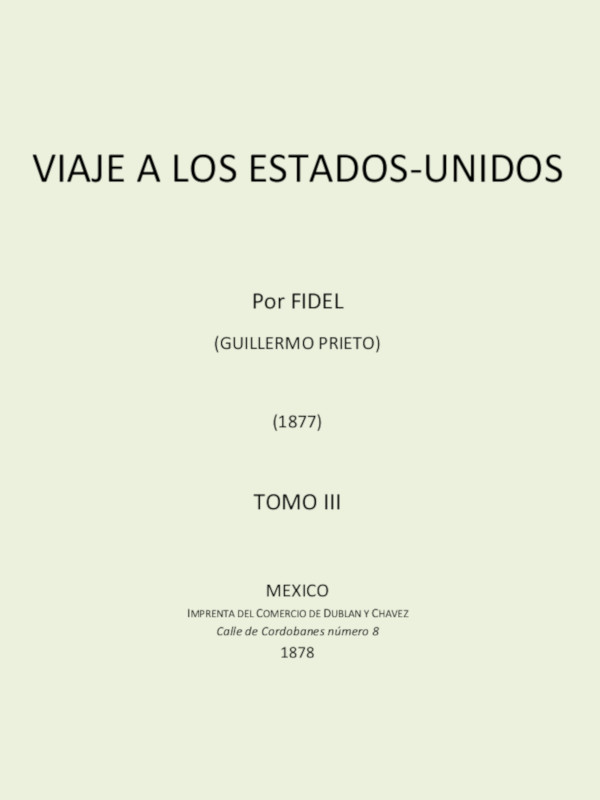 VIAJE A LOS ESTADOS-UNIDOS
Por FIDEL
(GUILLERMO PRIETO)
(1877)
TOMO III
MEXICO
IMPRENTA DEL COMERCIO DE DUBLAN Y CHAVEZ
Calle de Cordobanes número 8
1878